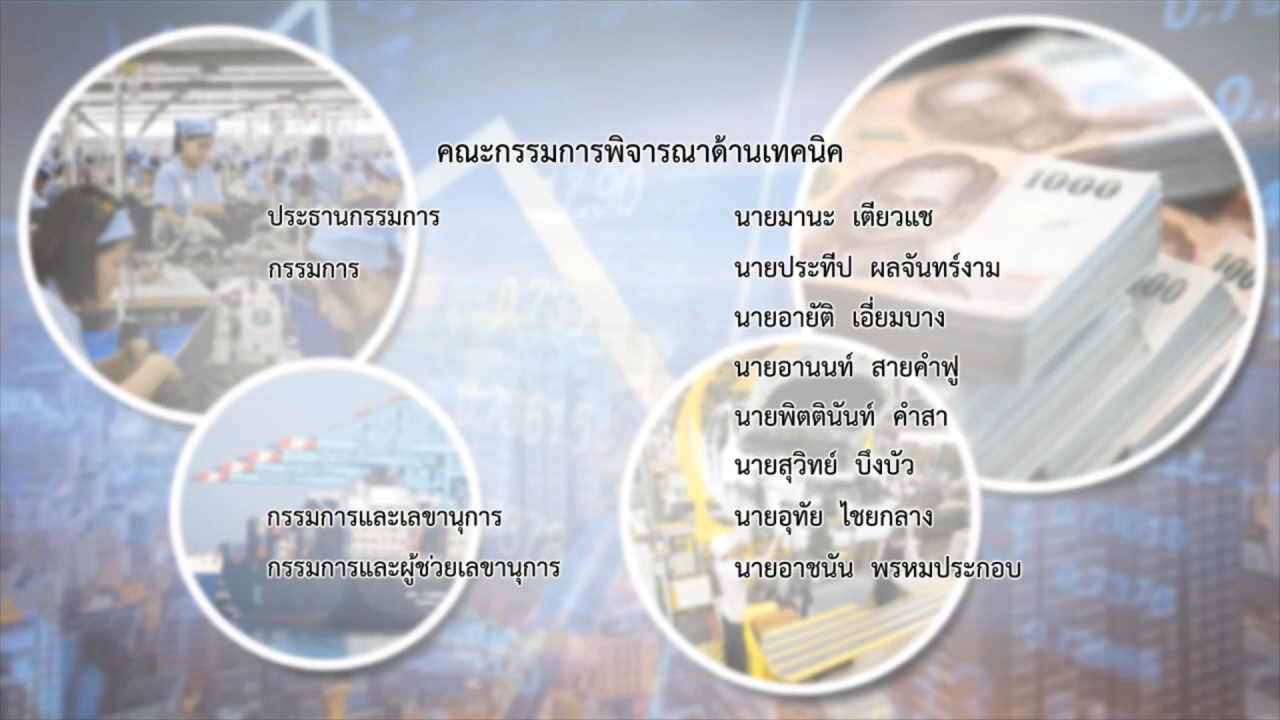 คณะกรรมการพิจารณาด้านเทคนิค
ประธานกรรมการ นายมานะ เตียวแซ
กรรมการ นายประทีป ผลจันทร์งาม
นายอายัติ เอี่ยมบาง
นายอานนท์ สายคำฟู
นายพิตตินันท์ คำสา
นายสุวิทย์ บึงบัว
กรรมการและเลขานุการ นายอุทัย ไชยกลาง
กรรมการและผู้ช่วยเลขานุการ นายอาชนัน พรหมประกอบ
1000